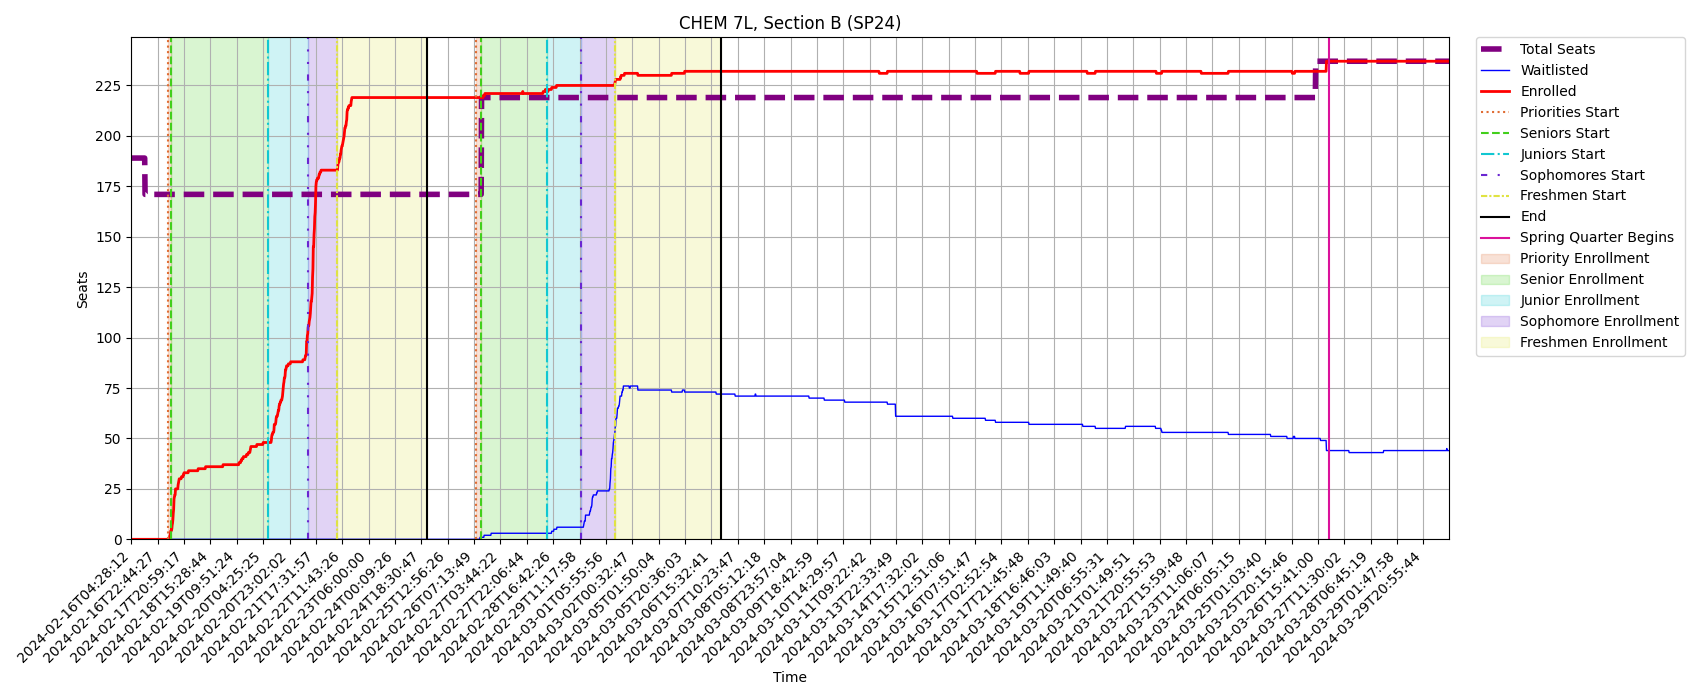 CHEM 7L, Section B (SP24)
Seats
225
200
175
150
125
100
75
50
25
0
2024-02-16T04:28:12
2024-02-16T22:44:27
2024-02-17T20:59:17
2024-02-18T15:28:44
2024-02-19T09:51:24
2024-02-20T04:25:25
2024-02-20T23:02:02
2024-02-21T17:31:57
2024-02-22T11:43:26
2024-02-23T06:00:00
2024-02-24T00:09:26
2024-02-24T18:30:47
2024-02-25T12:56:26
2024-02-26T07:13:49
2024-02-27T03:44:22
2024-02-27T22:06:44
2024-02-28T16:42:26
2024-02-29T11:17:58
2024-03-01T05:55:56
2024-03-02T00:32:47
2024-03-05T01:50:04
2024-03-05T20:36:03
2024-03-06T15:32:41
2024-03-07T10:23:47
2024-03-08T05:12:18
2024-03-08T23:57:04
2024-03-09T18:42:59
2024-03-10T14:29:57
2024-03-11T09:22:42
2024-03-13T22:33:49
2024-03-14T17:32:02
2024-03-15T12:51:06
2024-03-16T07:51:47
2024-03-17T02:52:54
2024-03-17T21:45:48
2024-03-18T16:46:03
2024-03-19T11:49:40
2024-03-20T06:55:31
2024-03-21T01:49:51
2024-03-21T20:55:53
2024-03-22T15:59:48
2024-03-23T11:06:07
2024-03-24T06:05:15
2024-03-25T01:03:40
2024-03-25T20:15:46
2024-03-26T15:41:00
2024-03-27T11:30:02
2024-03-28T06:45:19
2024-03-29T01:47:58
2024-03-29T20:55:44
Time
Total Seats
Waitlisted
Enrolled
Priorities Start
Seniors Start
Juniors Start
Sophomores Start
Freshmen Start
End
Spring Quarter Begins
Priority Enrollment
Senior Enrollment
Junior Enrollment
Sophomore Enrollment
Freshmen Enrollment